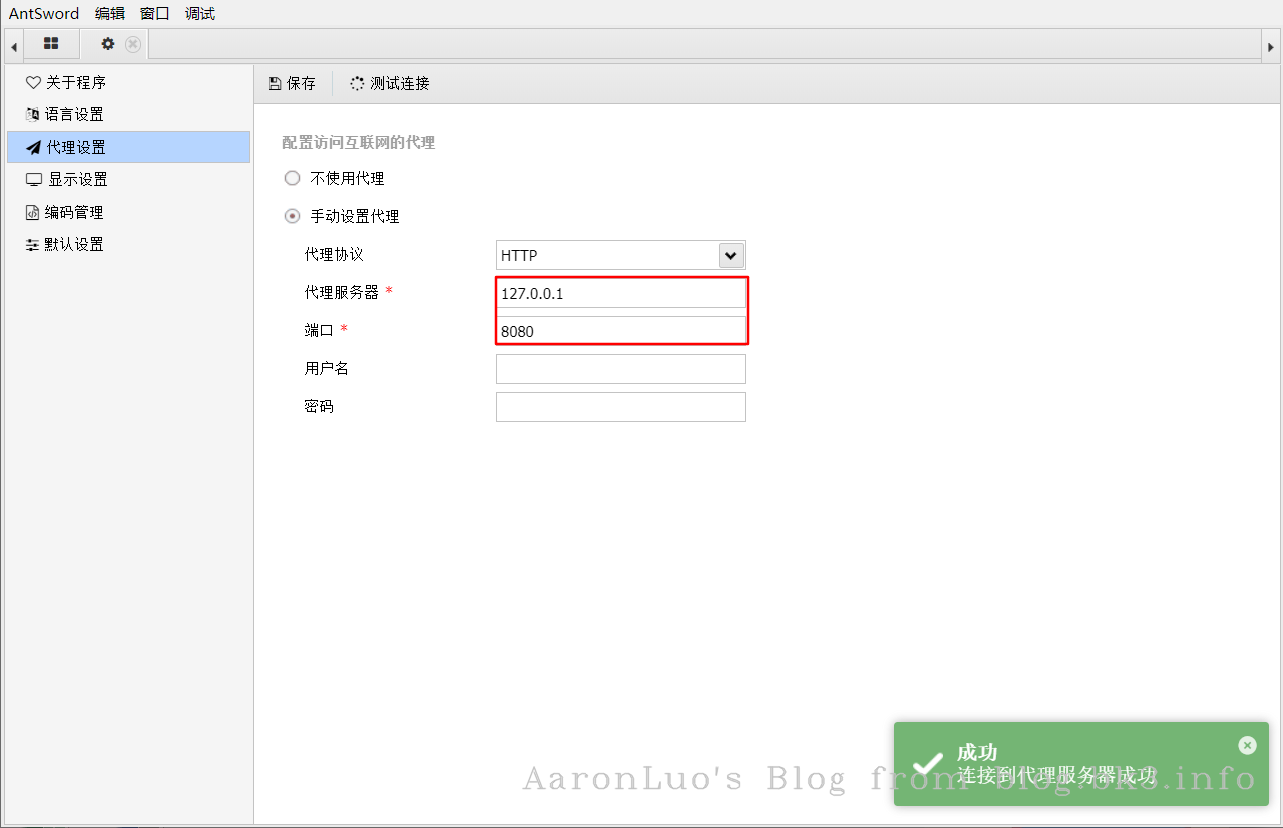 AntSword 编辑 窗口 调试
关于程序
语言设置
代理设置
显示设置
编码管理
默认设置
保存 测试连接
配置访问互联网的代理
不使用代理
手动设置代理
代理协议 HTTP
代理服务器 * 127.0.0.1
端口 * 8080
用户名
密码
成功
连接到代理服务器成功
AaronLuo's Blog from blog.bk3.info